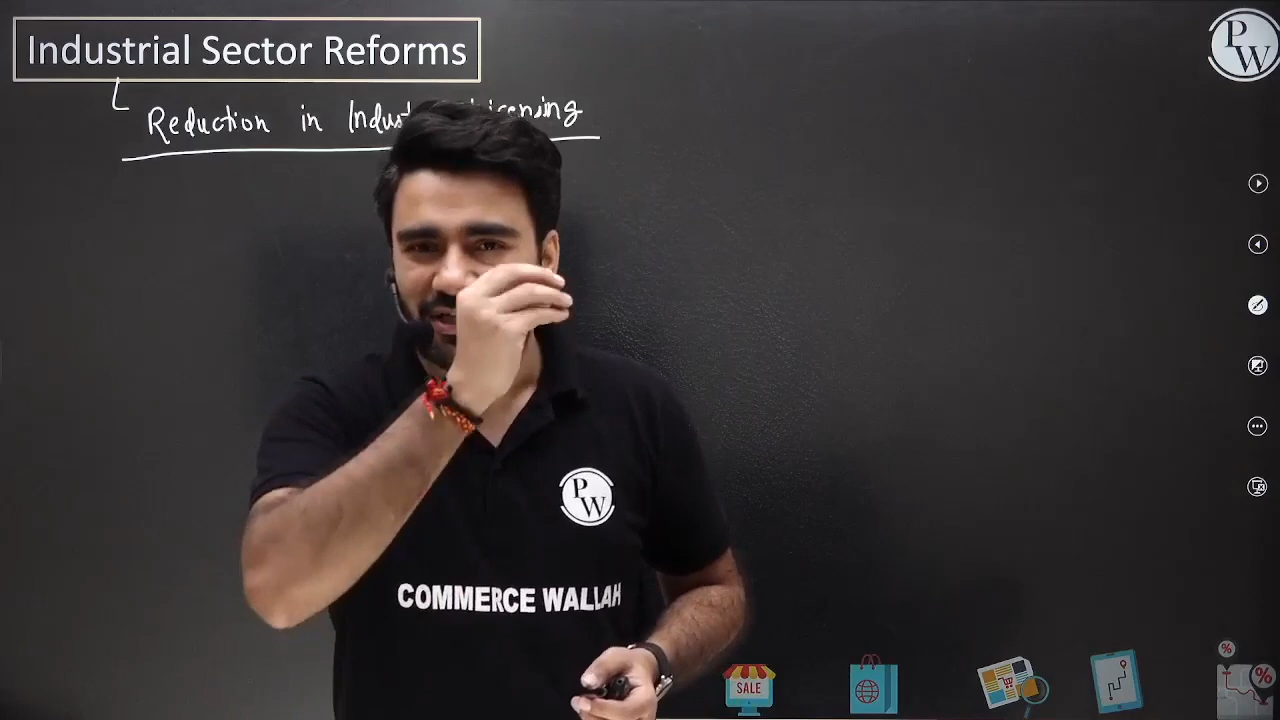 Industrial Sector Reforms
PW
Reduction in
PW
COMMERCE WALLAH
SALE
%
%